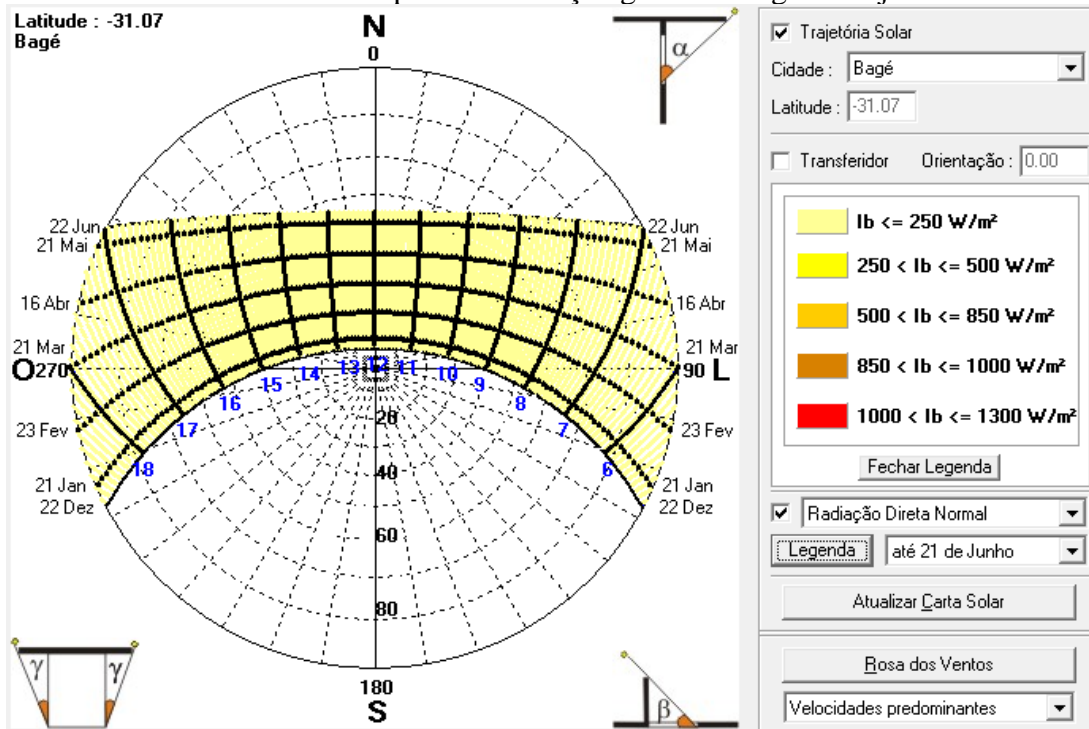 Latitude : -31.07
Bagé
N
0
α
22 Jun
21 Mai
16 Abr
21 Mar
O 270
23 Fev
21 Jan
22 Dez
22 Jun
21 Mai
16 Abr
21 Mar
90 L
23 Fev
21 Jan
22 Dez
18
17
16
15
14
13
12
11
10
9
8
7
6
20
40
60
80
180
S
γ γ
β
Trajetória Solar
Cidade : Bagé
Latitude : -31.07
Transferidor Orientação : 0.00
Ib <= 250 W/m²
250 < Ib <= 500 W/m²
500 < Ib <= 850 W/m²
850 < Ib <= 1000 W/m²
1000 < Ib <= 1300 W/m²
Fechar Legenda
Radiação Direta Normal
Legenda até 21 de Junho
Atualizar Carta Solar
Rosa dos Ventos
Velocidades predominantes